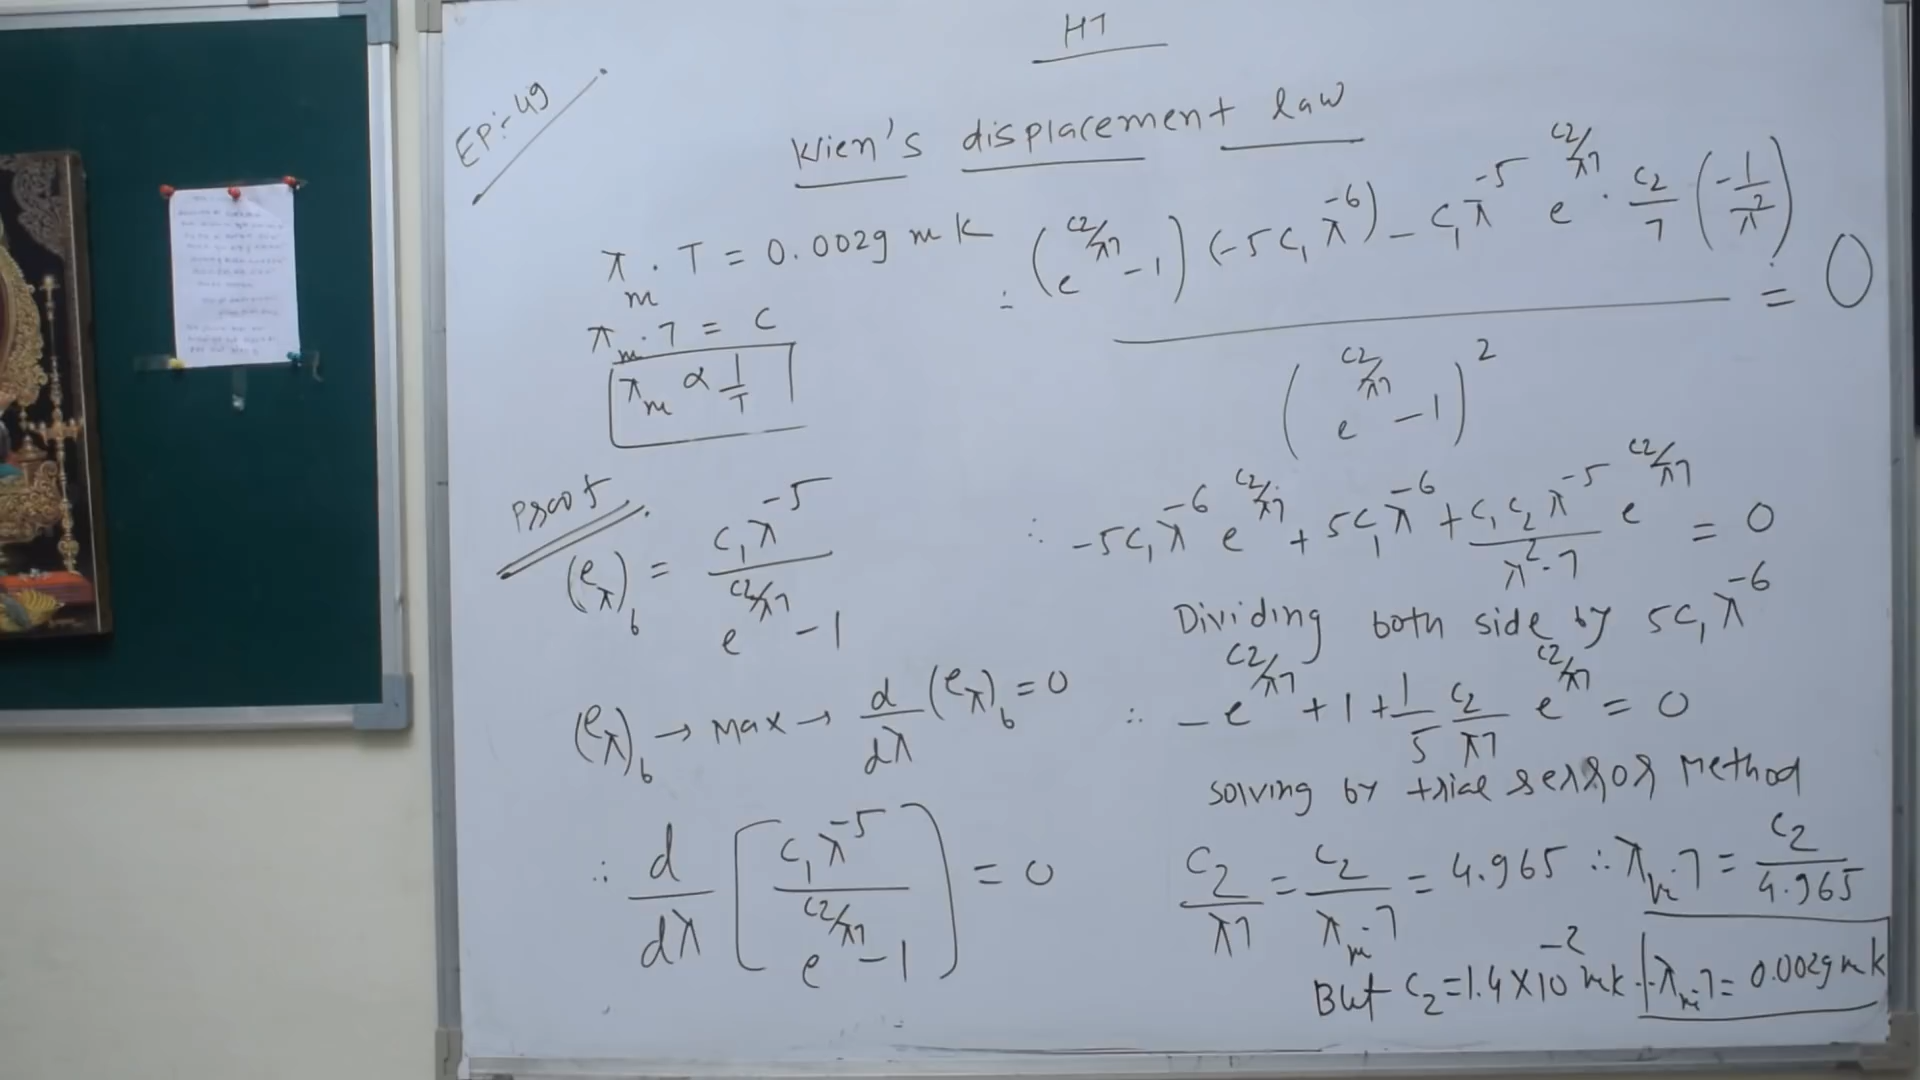 HT
EP:-49
Wien's displacement law
λm . T = 0.0029 mk
λm . T = C
λm ∝ 1/T
Proof
(eλ)b = C1 λ^-5 / (e^(C2/λT) - 1)
(eλ)b → Max → d/dλ (eλ)b = 0
∴ d/dλ [ C1 λ^-5 / (e^(C2/λT) - 1) ] = 0
∴ (e^(C2/λT) - 1) (-5 C1 λ^-6) - C1 λ^-5 e^(C2/λT) . C2/T (-1/λ^2) / (e^(C2/λT) - 1)^2 = 0
∴ -5 C1 λ^-6 e^(C2/λT) + 5 C1 λ^-6 + C1 C2 λ^-5 / (λ^2 . T) e^(C2/λT) = 0
Dividing both side by 5 C1 λ^-6
∴ - e^(C2/λT) + 1 + 1/5 C2/λT e^(C2/λT) = 0
Solving by trial & error Method
C2/λT = C2/λm.T = 4.965 ∴ λm.T = C2/4.965
But C2 = 1.4 × 10^-2 mk ∴ λm.T = 0.0029 mk